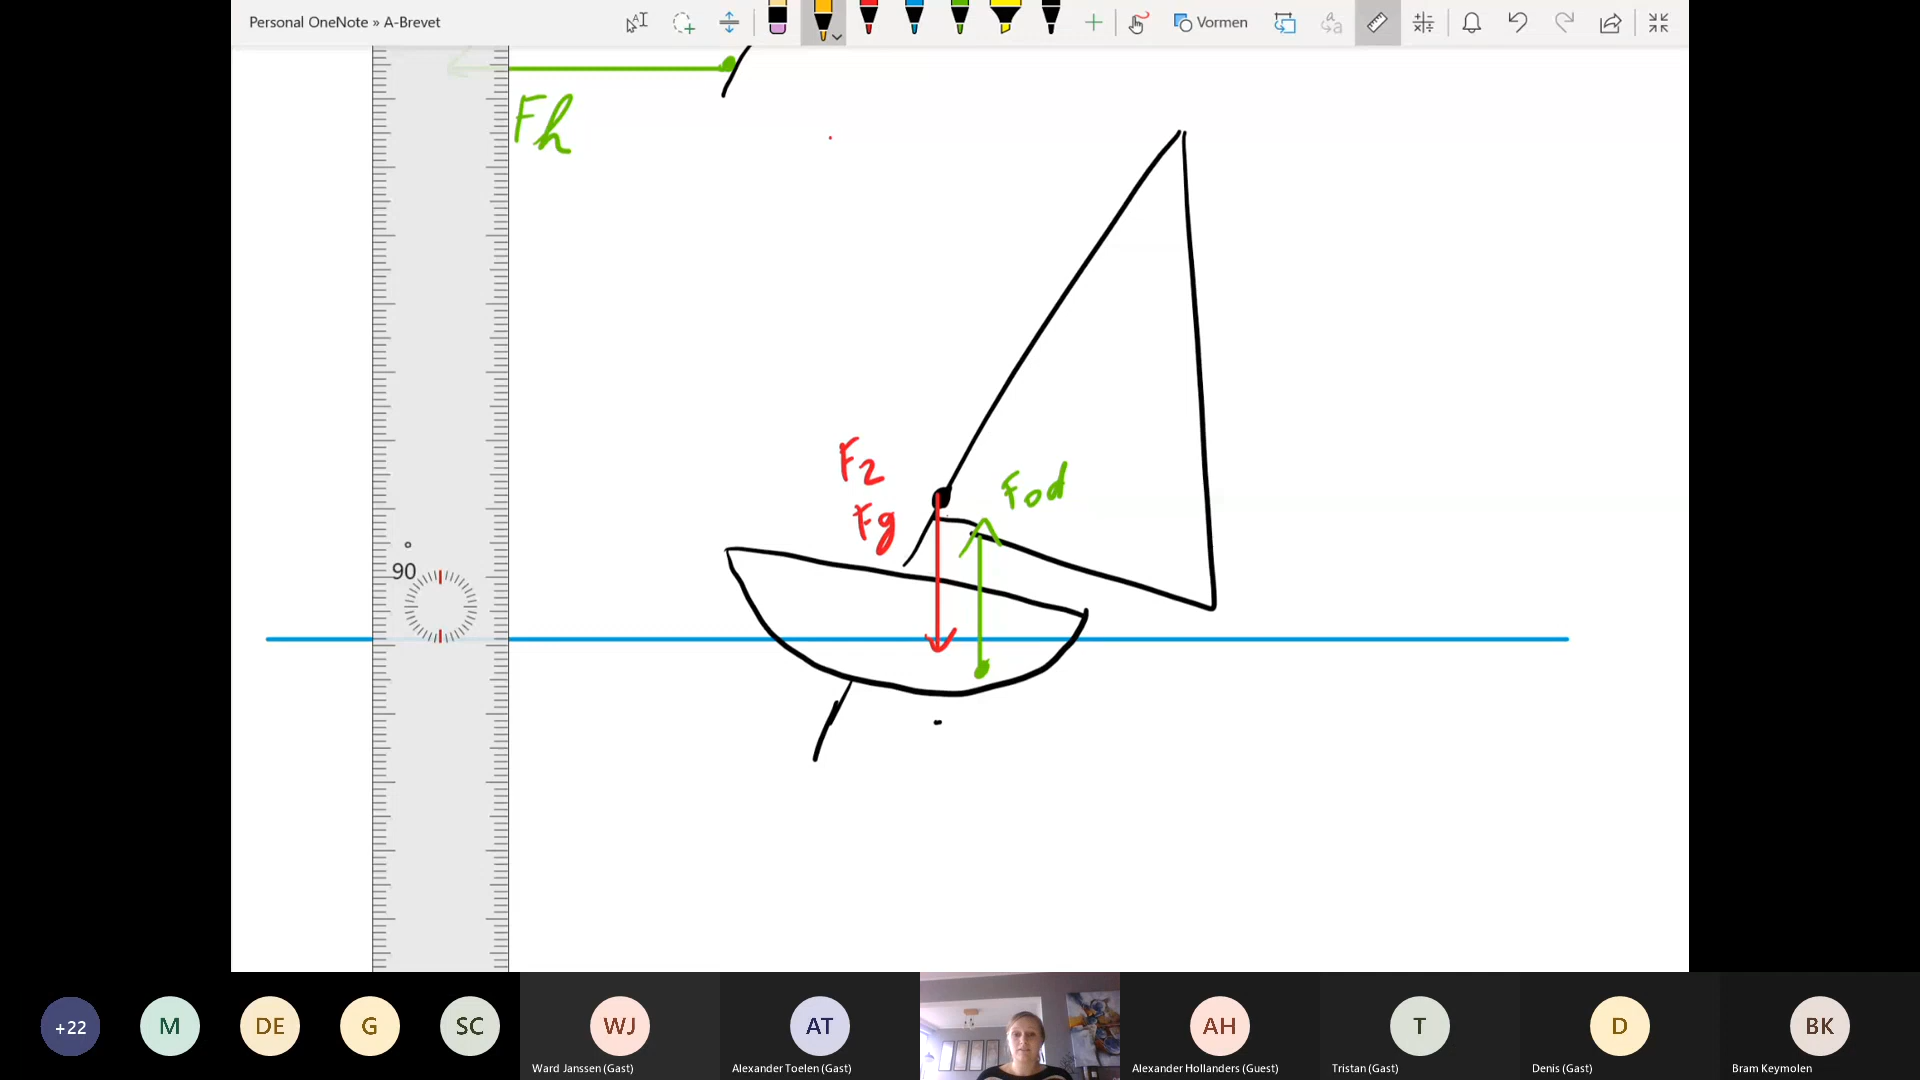 Personal OneNote » A-Brevet
Vormen
Fh
Fz
Fg
Fod
90°
+22
M
DE
G
SC
WJ
AT
AH
T
D
BK
Ward Janssen (Gast)
Alexander Toelen (Gast)
Alexander Hollanders (Guest)
Tristan (Gast)
Denis (Gast)
Bram Keymolen